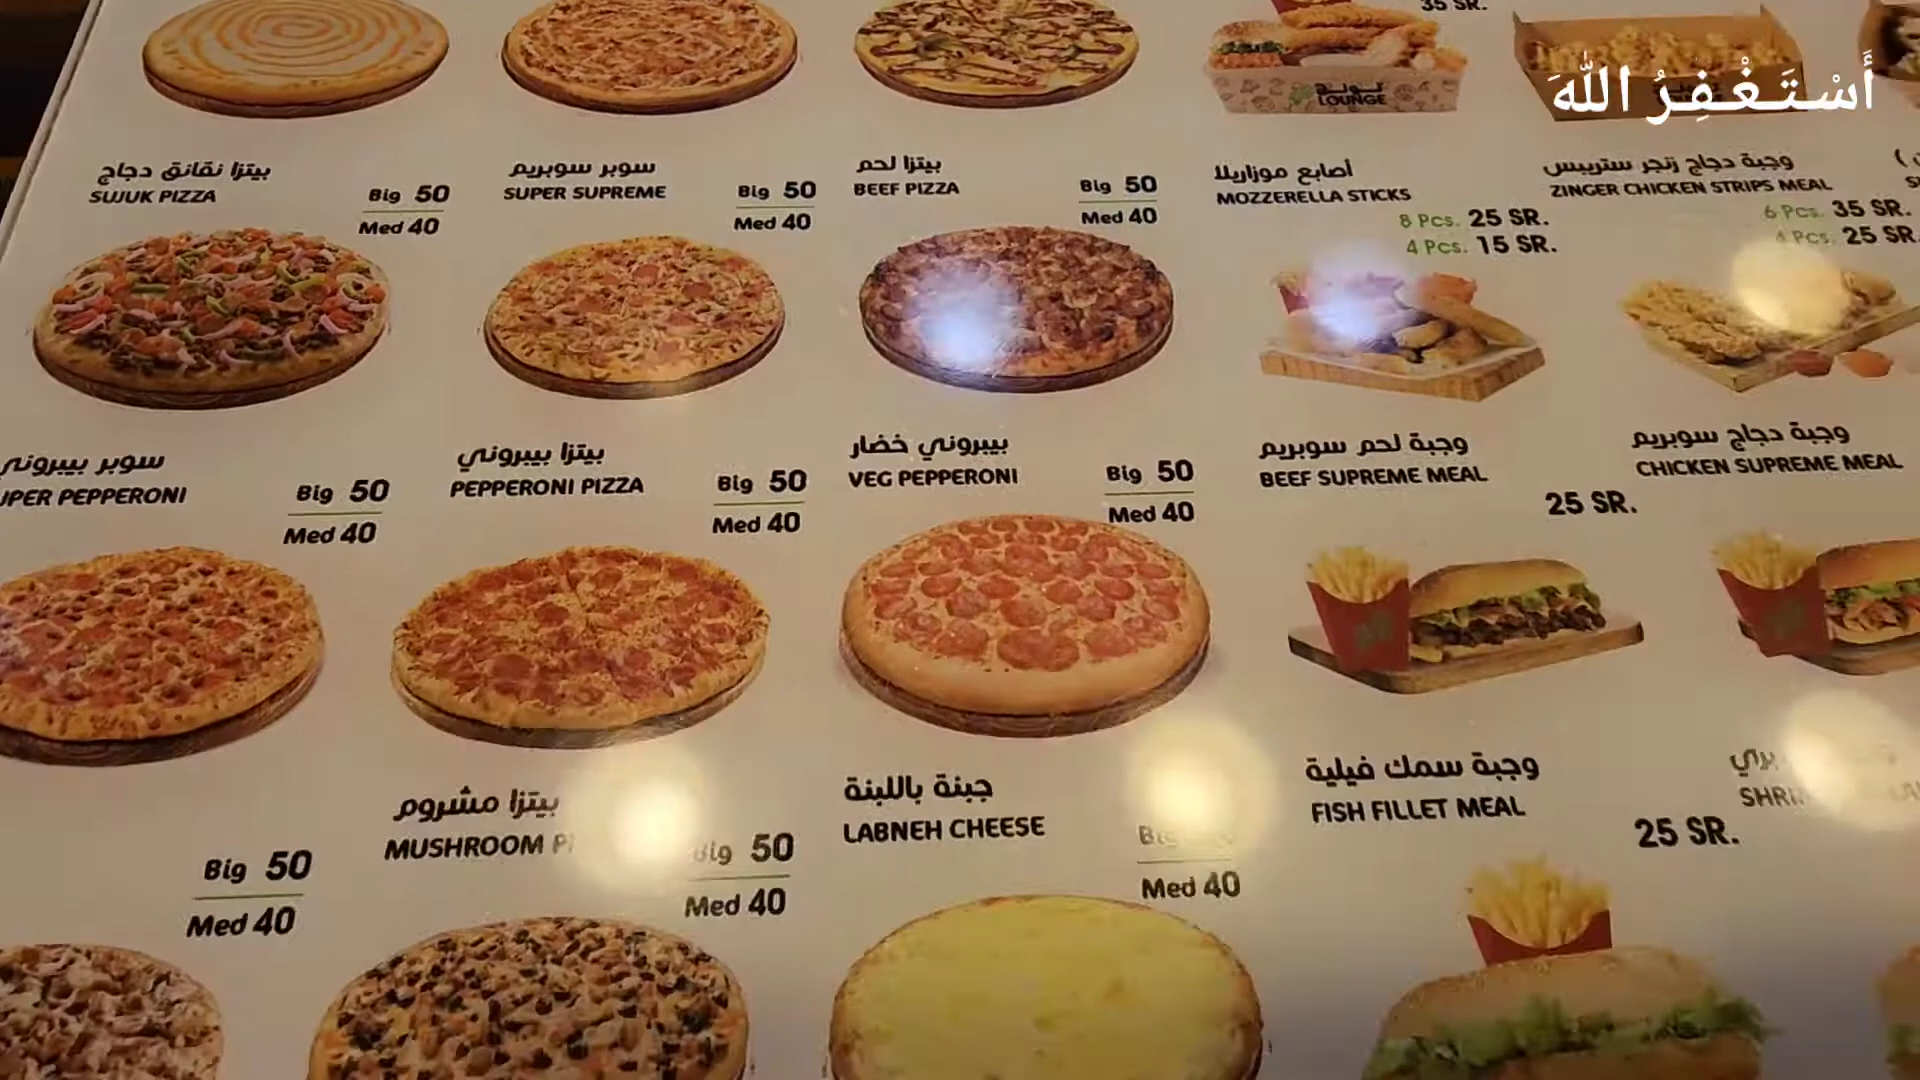 35 SR.
لونج
LOUNGE
أَسْتَغْفِرُ اللّٰهَ
بيتزا نقانق دجاج
SUJUK PIZZA
Big 50
Med 40
سوبر سوبريم
SUPER SUPREME
Big 50
Med 40
بيتزا لحم
BEEF PIZZA
Big 50
Med 40
أصابع موزاريلا
MOZZERELLA STICKS
8 Pcs. 25 SR.
4 Pcs. 15 SR.
وجبة دجاج زنجر ستريبس
ZINGER CHICKEN STRIPS MEAL
6 Pcs. 35 SR.
4 Pcs. 25 SR.
سوبر بيبروني
PEPPERONI
Big 50
Med 40
بيتزا بيبروني
PEPPERONI PIZZA
Big 50
Med 40
بيبروني خضار
VEG PEPPERONI
Big 50
Med 40
وجبة لحم سوبريم
BEEF SUPREME MEAL
25 SR.
وجبة دجاج سوبريم
CHICKEN SUPREME MEAL
Big 50
Med 40
بيتزا مشروم
MUSHROOM
Big 50
Med 40
جبنة باللبنة
LABNEH CHEESE
Med 40
وجبة سمك فيلية
FISH FILLET MEAL
25 SR.